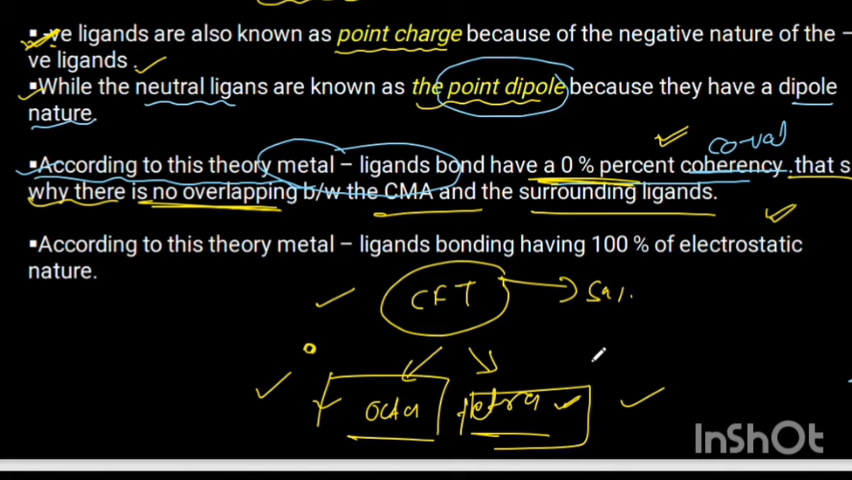 ▪-ve ligands are also known as point charge because of the negative nature of the –
ve ligands .
▪While the neutral ligans are known as the point dipole because they have a dipole
nature.
co-val
▪According to this theory metal – ligands bond have a 0 % percent coherency .that s
why there is no overlapping b/w the CMA and the surrounding ligands.
▪According to this theory metal – ligands bonding having 100 % of electrostatic
nature.
CFT
octa tetra
InShOt